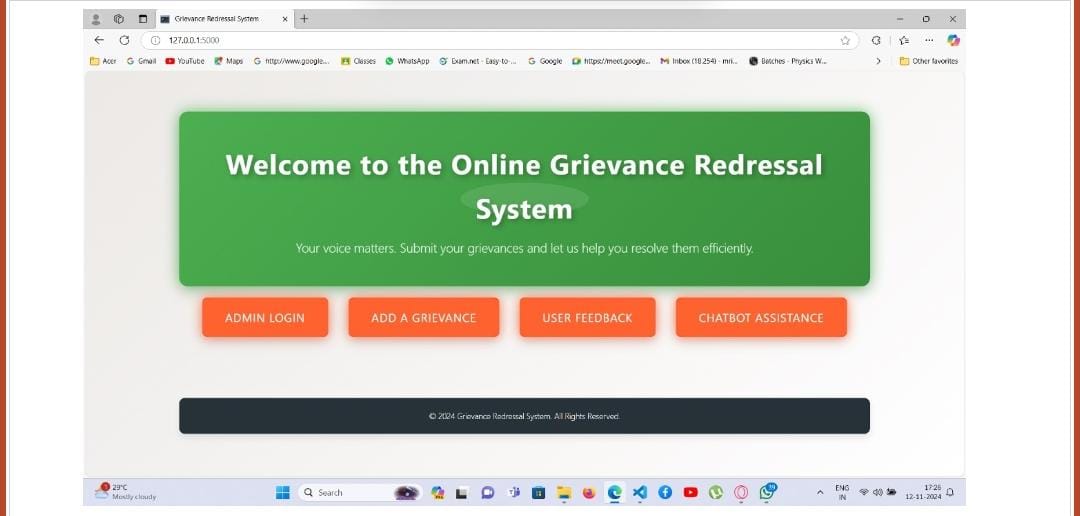 Grievance Redressal System
127.0.0.1:5000
Acer
Gmail
YouTube
Maps
http://www.google...
Classes
WhatsApp
Exam.net - Easy-to-...
Google
https://meet.google...
Inbox (18,254) - mri...
Batches - Physics W...
Other favorites
Welcome to the Online Grievance Redressal
System
Your voice matters. Submit your grievances and let us help you resolve them efficiently.
ADMIN LOGIN
ADD A GRIEVANCE
USER FEEDBACK
CHATBOT ASSISTANCE
© 2024 Grievance Redressal System. All Rights Reserved.
29°C
Mostly cloudy
Search
ENG
IN
17:26
12-11-2024